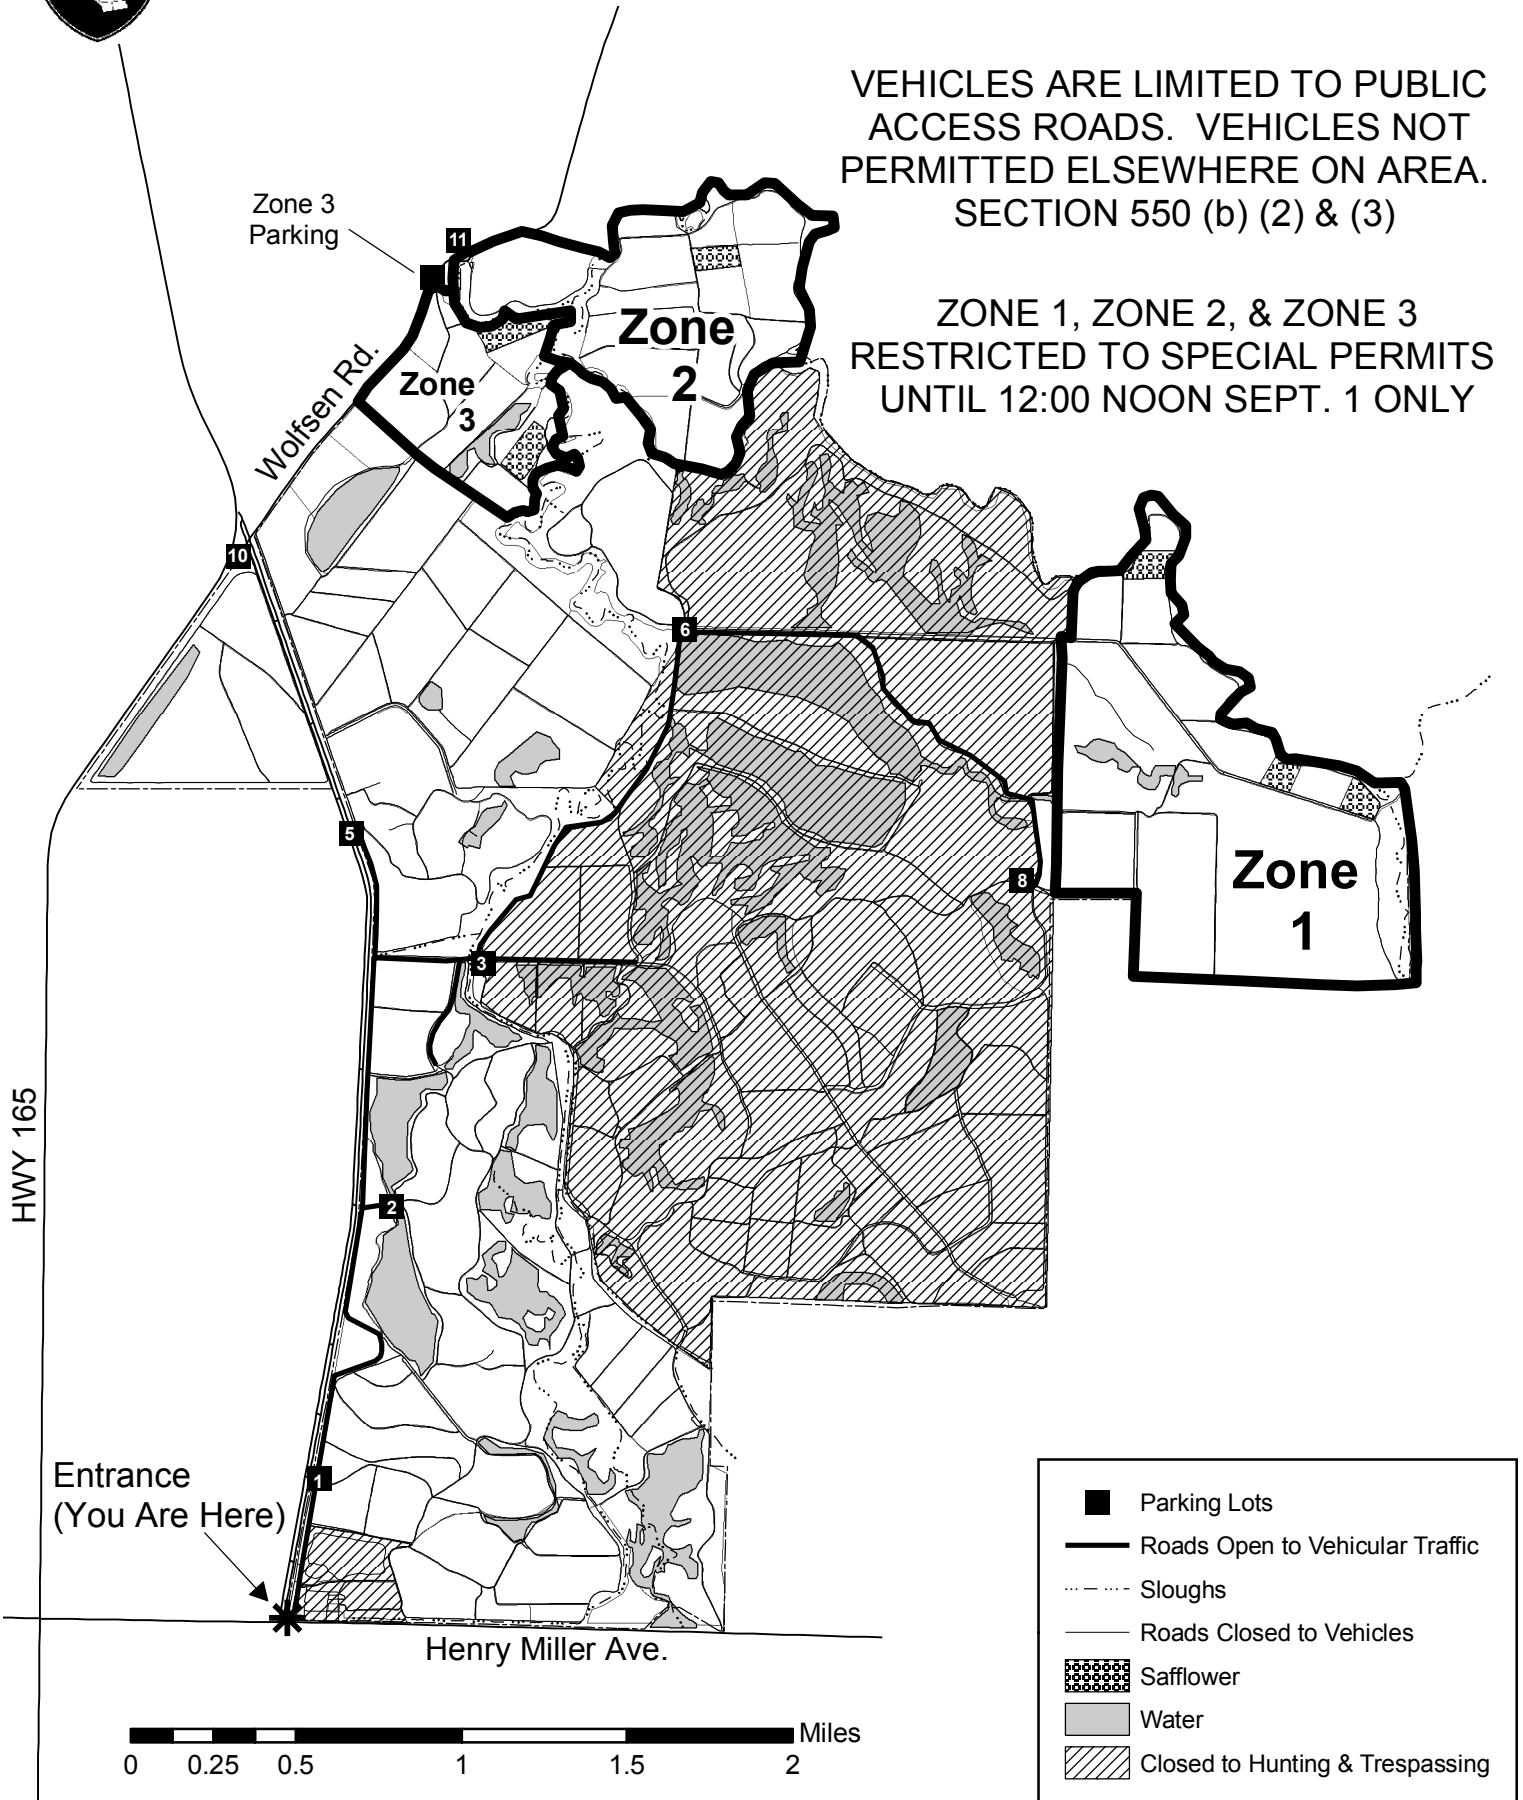 VEHICLES ARE LIMITED TO PUBLIC
ACCESS ROADS. VEHICLES NOT
PERMITTED ELSEWHERE ON AREA.
SECTION 550 (b) (2) & (3)
ZONE 1, ZONE 2, & ZONE 3
RESTRICTED TO SPECIAL PERMITS
UNTIL 12:00 NOON SEPT. 1 ONLY
Zone 3
Parking
11
Zone
2
Zone
3
Wolfsen Rd.
10
6
5
8
Zone
1
3
HWY 165
2
Entrance
(You Are Here)
1
Henry Miller Ave.
Miles
0 0.25 0.5 1 1.5 2
Parking Lots
Roads Open to Vehicular Traffic
Sloughs
Roads Closed to Vehicles
Safflower
Water
Closed to Hunting & Trespassing